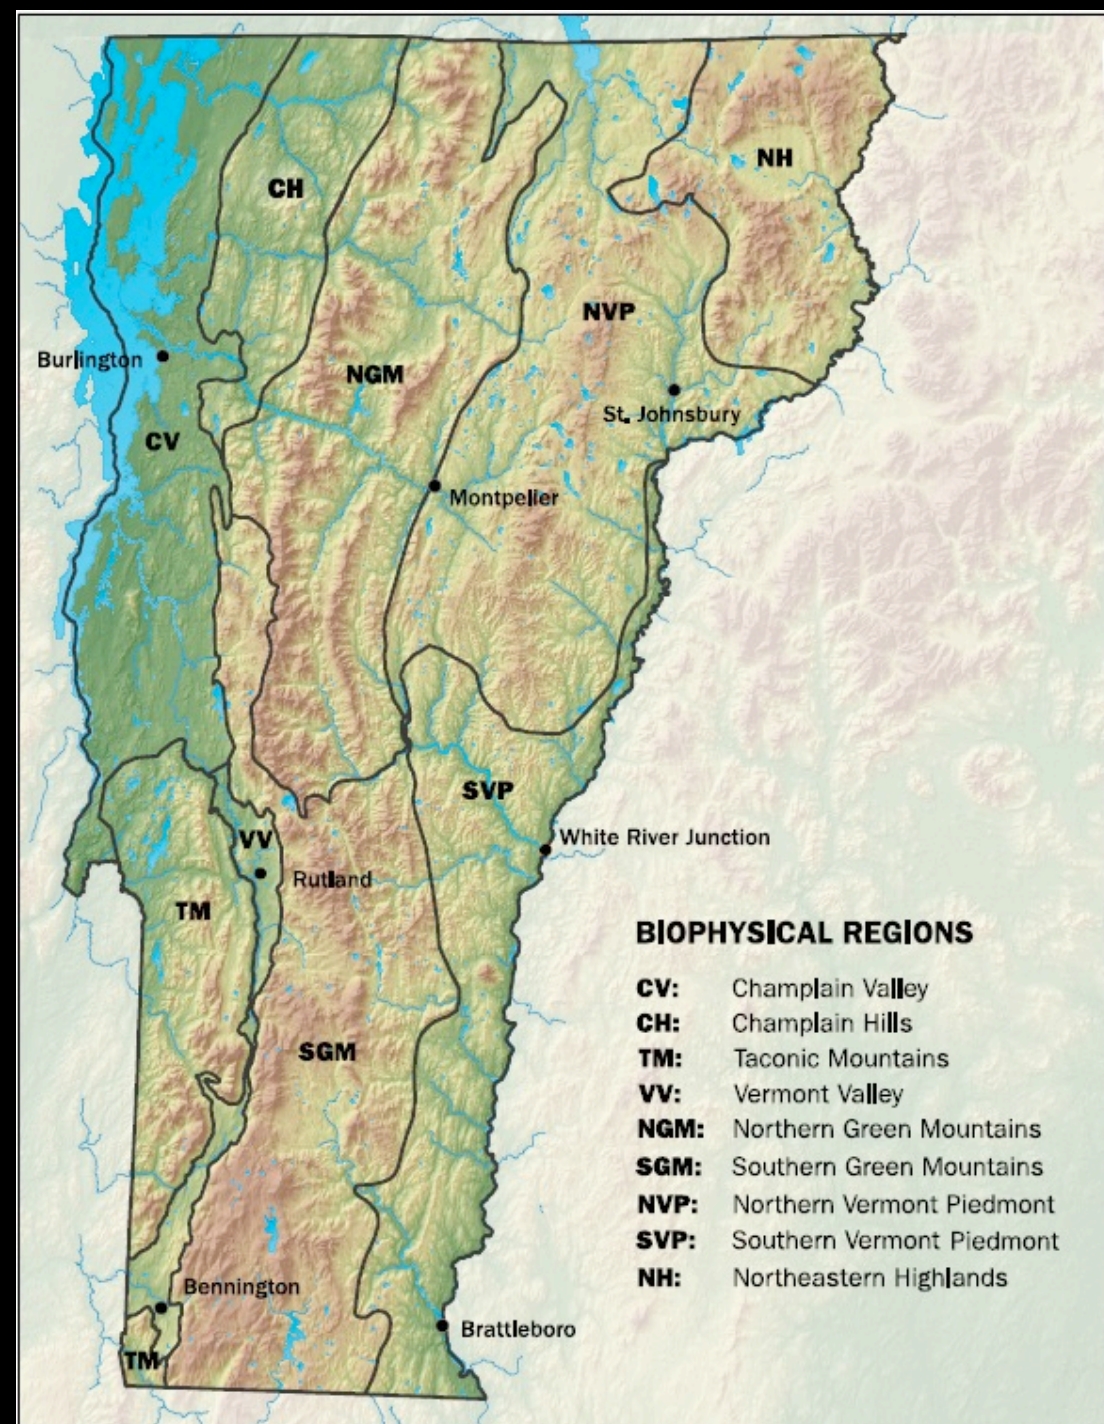 CH
NH
NVP
Burlington
NGM
St. Johnsbury
CV
Montpelier
SVP
White River Junction
VV
Rutland
TM
BIOPHYSICAL REGIONS
CV: Champlain Valley
CH: Champlain Hills
TM: Taconic Mountains
VV: Vermont Valley
NGM: Northern Green Mountains
SGM: Southern Green Mountains
NVP: Northern Vermont Piedmont
SVP: Southern Vermont Piedmont
NH: Northeastern Highlands
SGM
Bennington
Brattleboro
TM